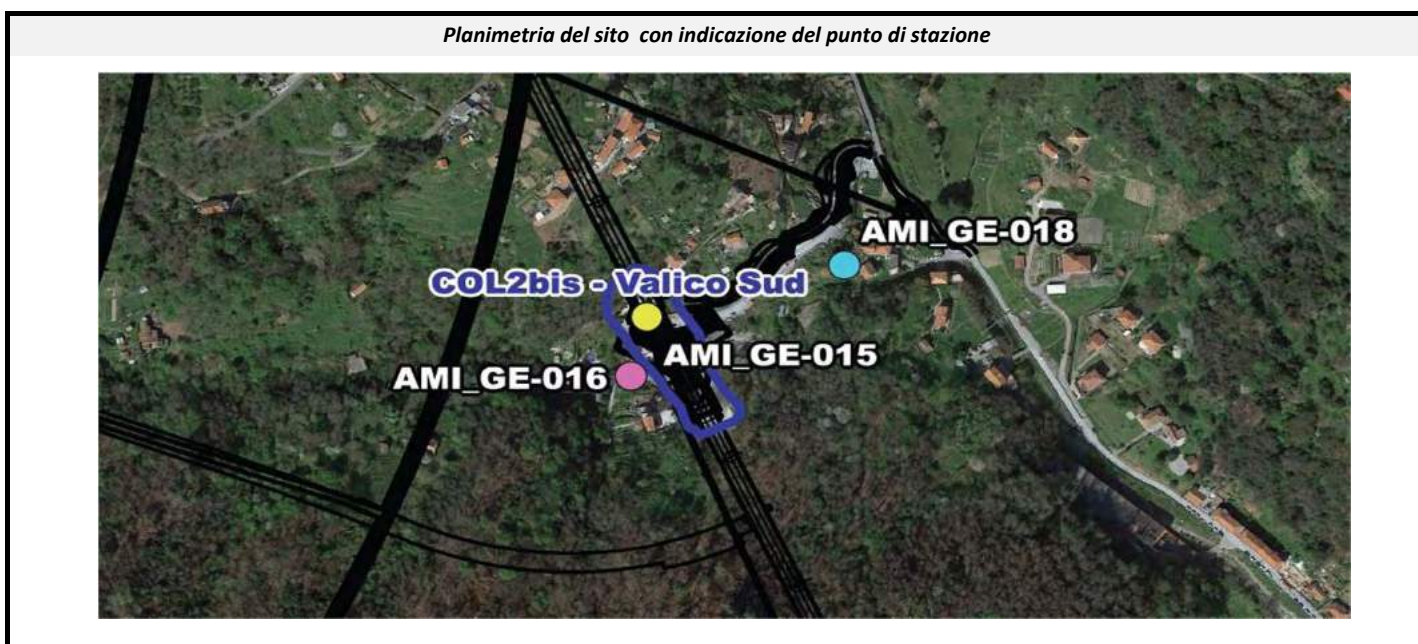 Planimetria del sito con indicazione del punto di stazione
AMI_GE-018
COL2bis - Valico Sud
AMI_GE-015
AMI_GE-016